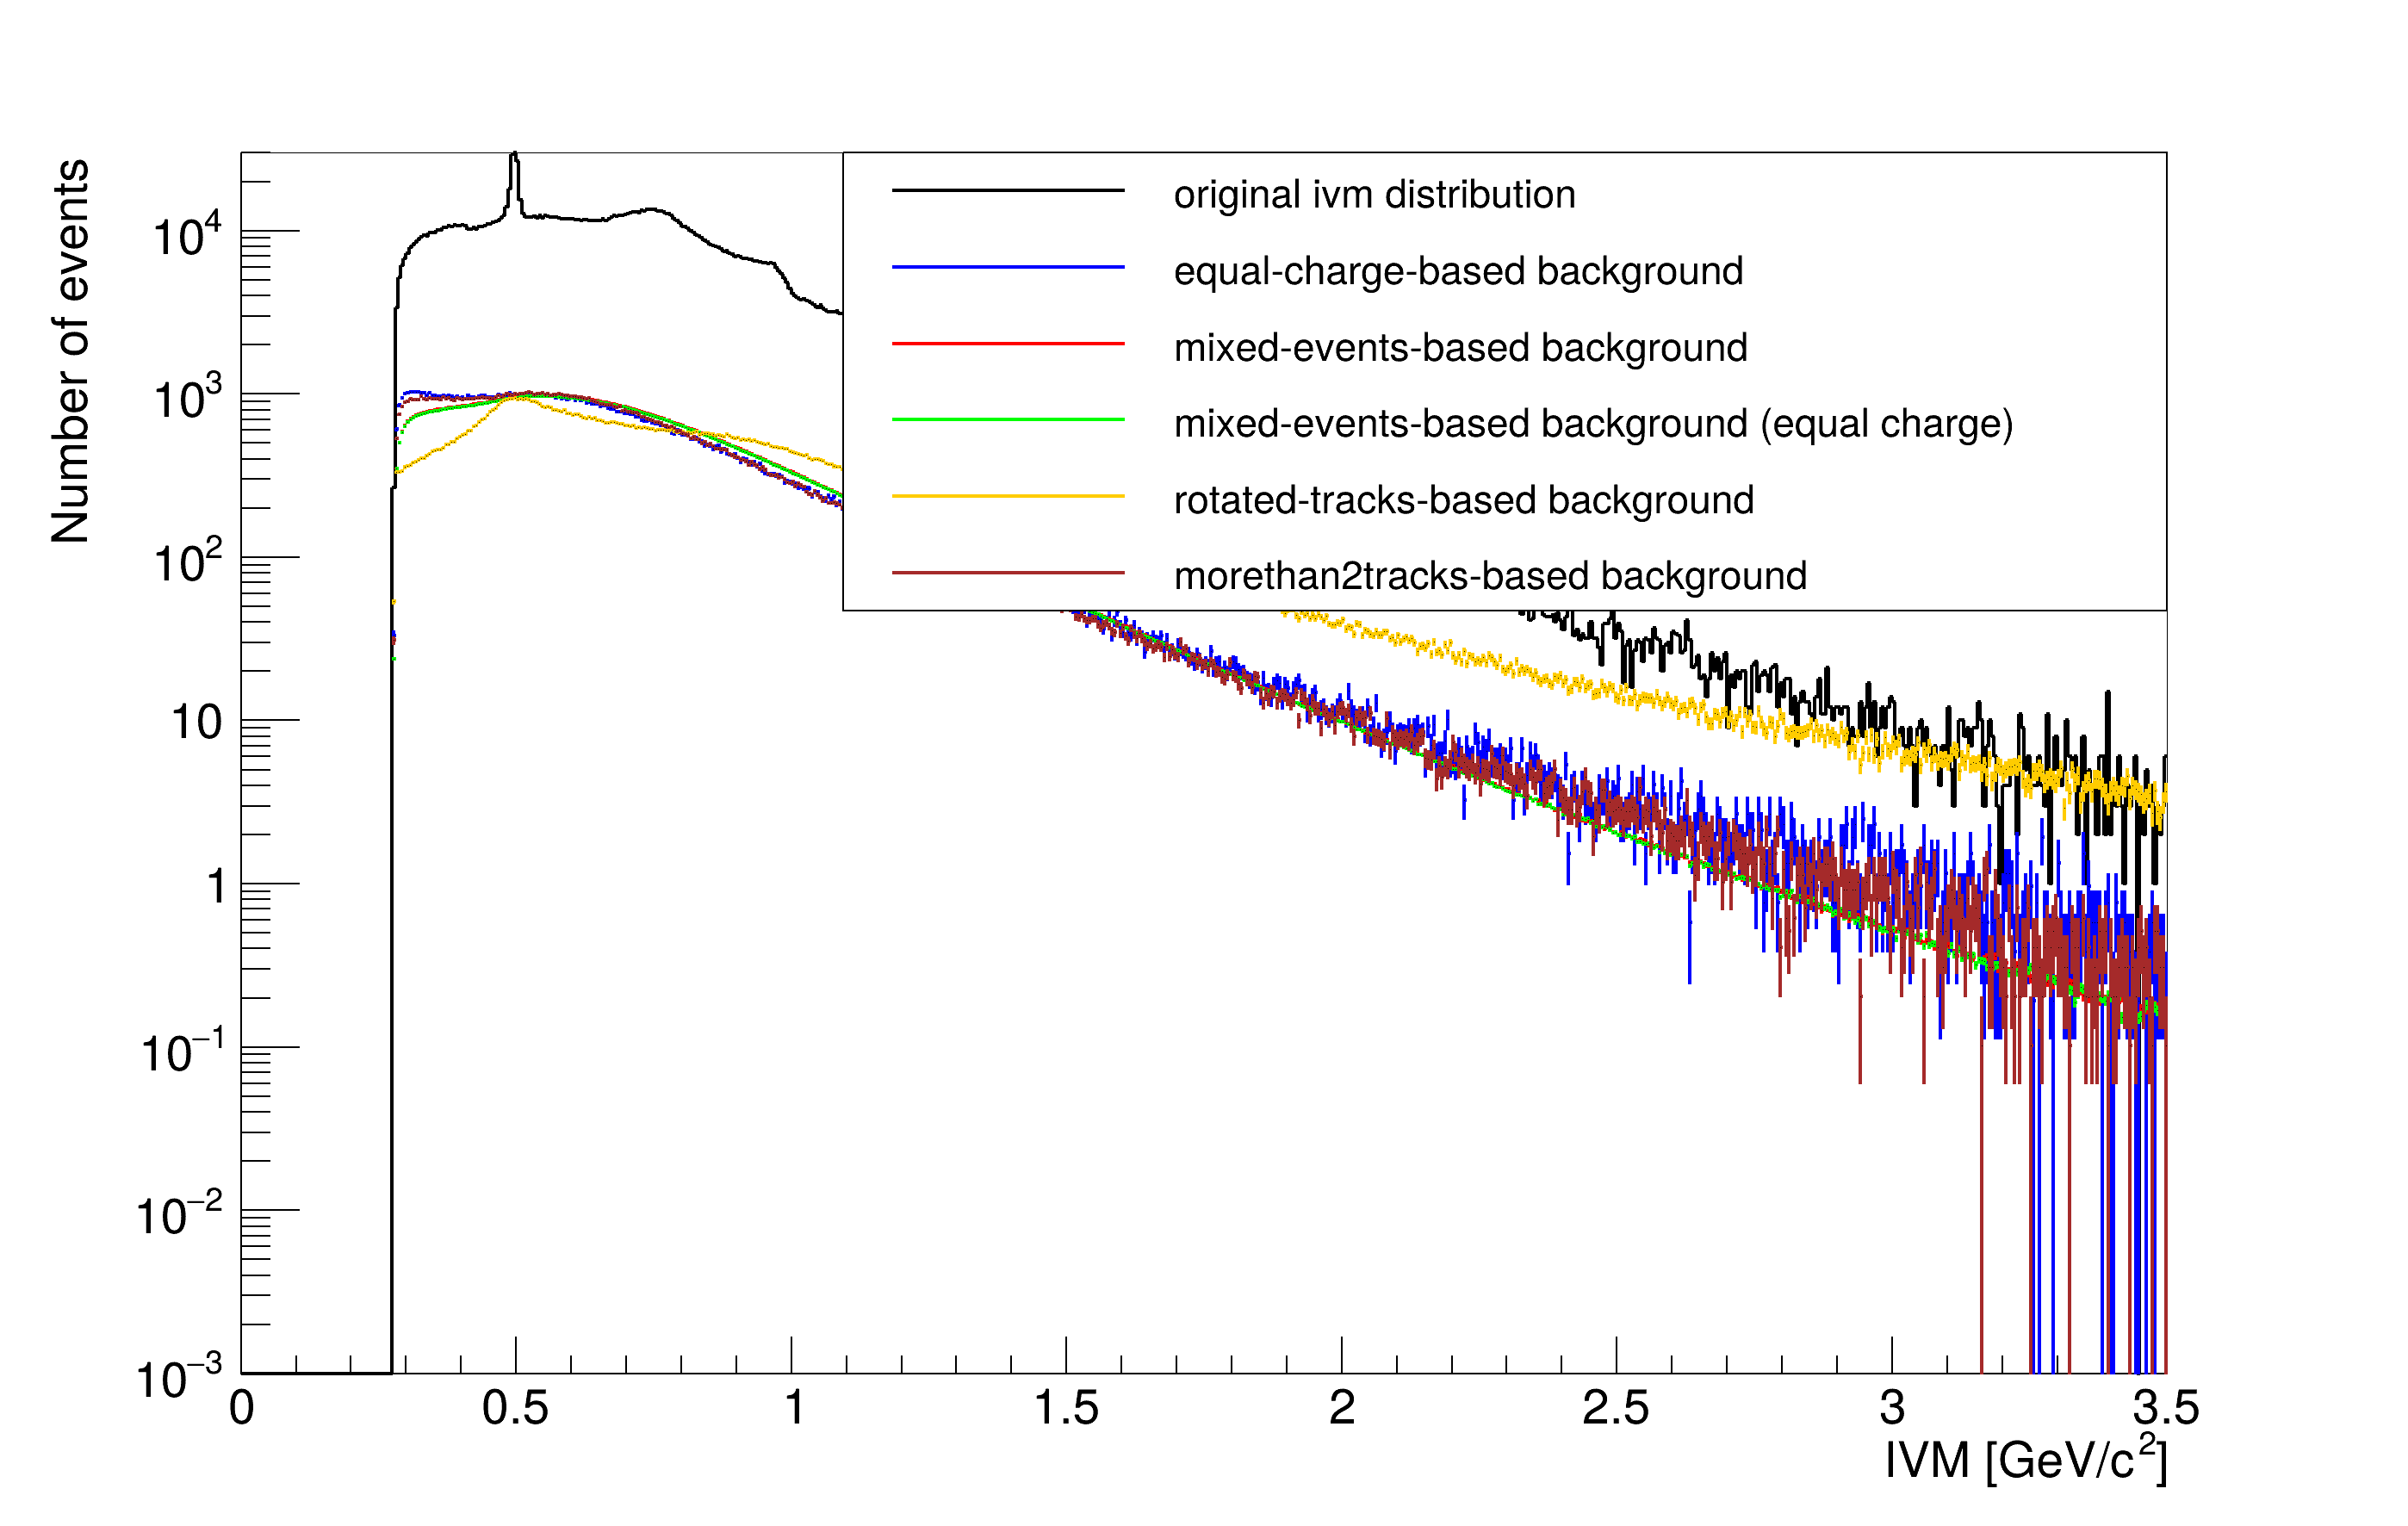 Number of events
original ivm distribution
equal-charge-based background
mixed-events-based background
mixed-events-based background (equal charge)
rotated-tracks-based background
morethan2tracks-based background
10^4
10^3
10^2
10
1
10^−1
10^−2
10^−3
0 0.5 1 1.5 2 2.5 3 3.5
IVM [GeV/c^2]